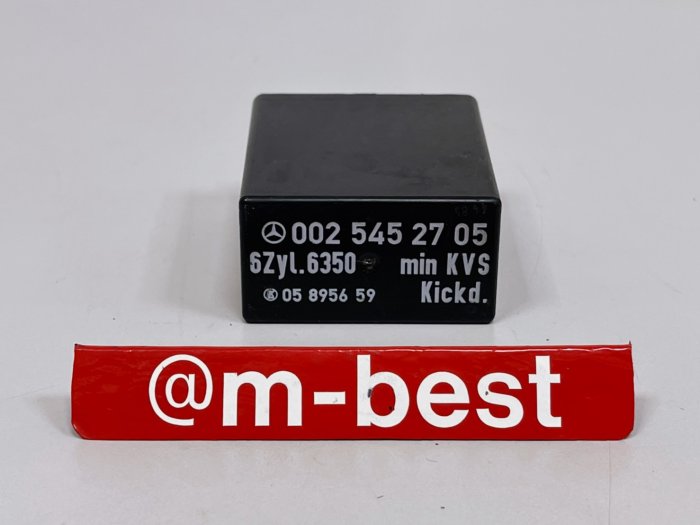 002 545 27 05
6Zyl.6350 min KVS
05 8956 59 Kickd.
@m-best